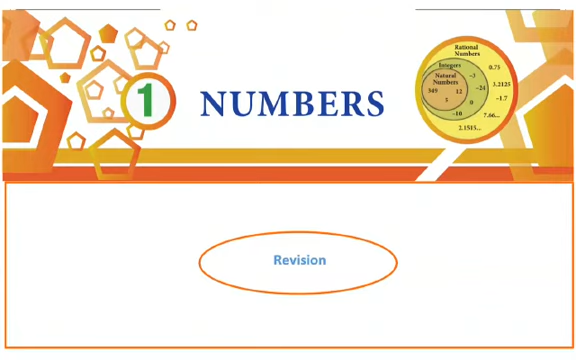 1
NUMBERS
Rational
Numbers
Integers
Natural
Numbers
349
12
5
-3
-24
0
-10
0.75
3.2125
-1.7
7.66...
2.1515...
Revision